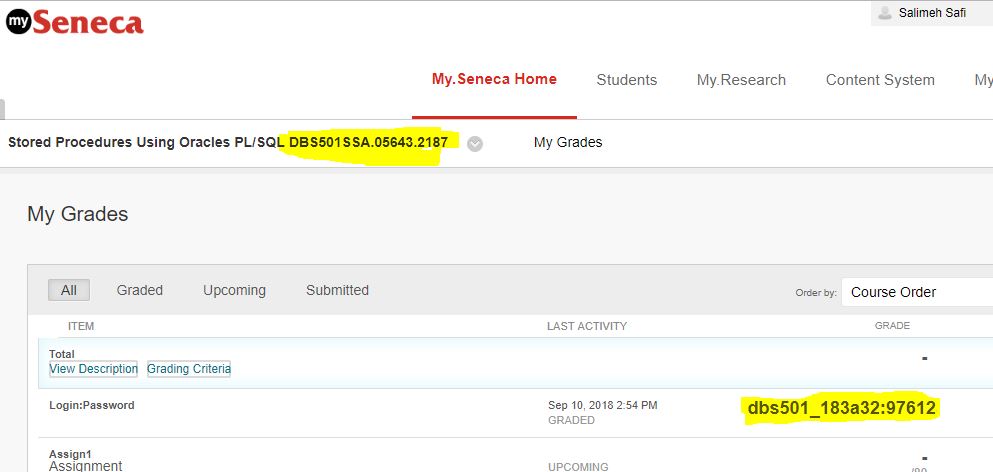 my Seneca
Salimeh Safi
My.Seneca Home Students My.Research Content System My
Stored Procedures Using Oracles PL/SQL DBS501SSA.05643.2187 My Grades
My Grades
All Graded Upcoming Submitted Order by: Course Order
ITEM LAST ACTIVITY GRADE
Total -
View Description Grading Criteria
Login:Password Sep 10, 2018 2:54 PM dbs501_183a32:97612
GRADED
Assign1 -
Assignment UPCOMING